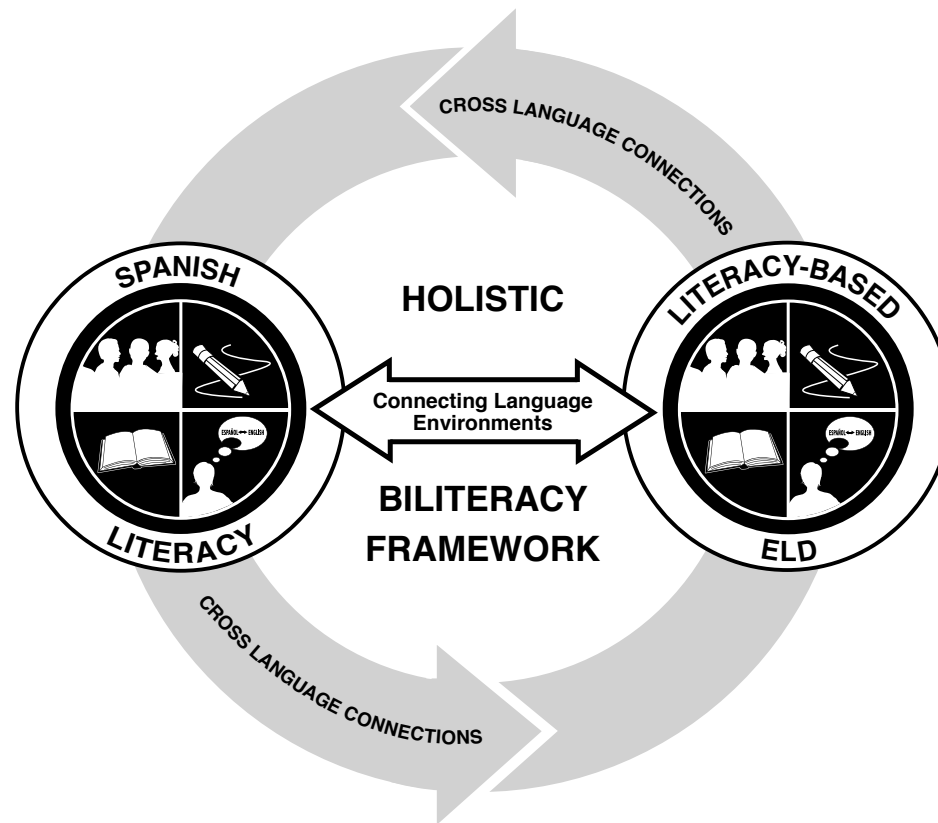 CROSS LANGUAGE CONNECTIONS
SPANISH
LITERACY
ESPAÑOL ENGLISH
HOLISTIC
Connecting Language
Environments
BILITERACY
FRAMEWORK
LITERACY-BASED
ELD
ESPAÑOL ENGLISH
CROSS LANGUAGE CONNECTIONS